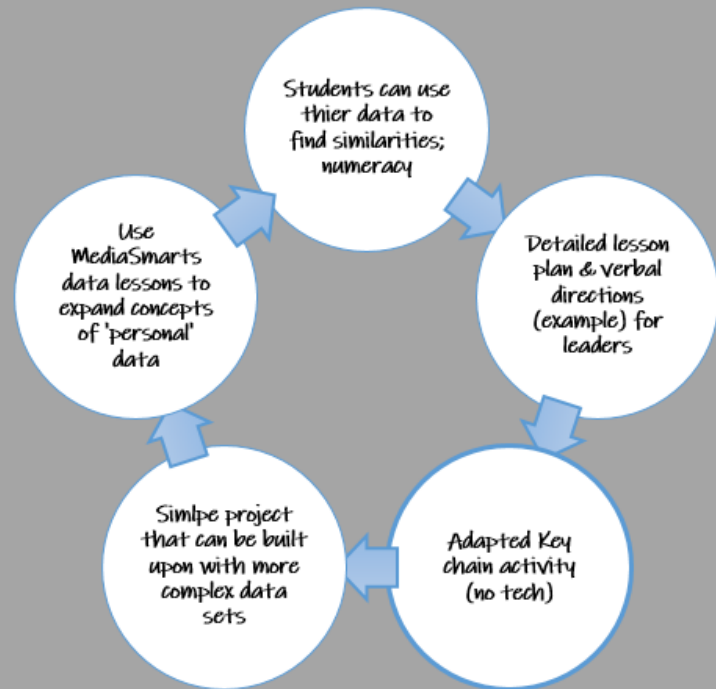 Students can use
thier data to
find similarities;
numeracy
Detailed lesson
plan & verbal
directions
(example) for
leaders
Adapted Key
chain activity
(no tech)
Simlpe project
that can be built
upon with more
complex data
sets
Use
MediaSmarts
data lessons to
expand concepts
of 'personal'
data